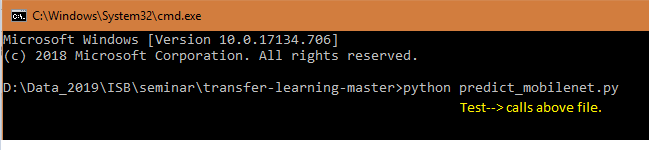 C:\Windows\System32\cmd.exe
Microsoft Windows [Version 10.0.17134.706]
(c) 2018 Microsoft Corporation. All rights reserved.
D:\Data_2019\ISB\seminar\transfer-learning-master>python predict_mobilenet.py
Test--> calls above file.